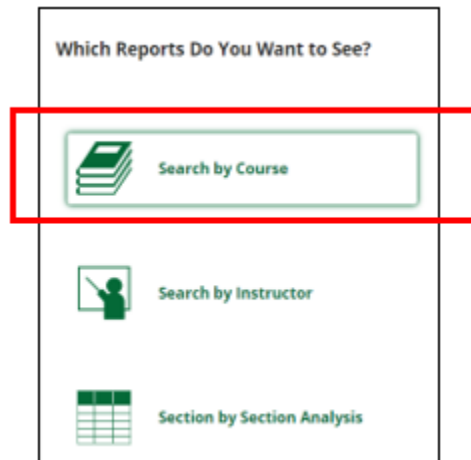 Which Reports Do You Want to See?
Search by Course
Search by Instructor
Section by Section Analysis